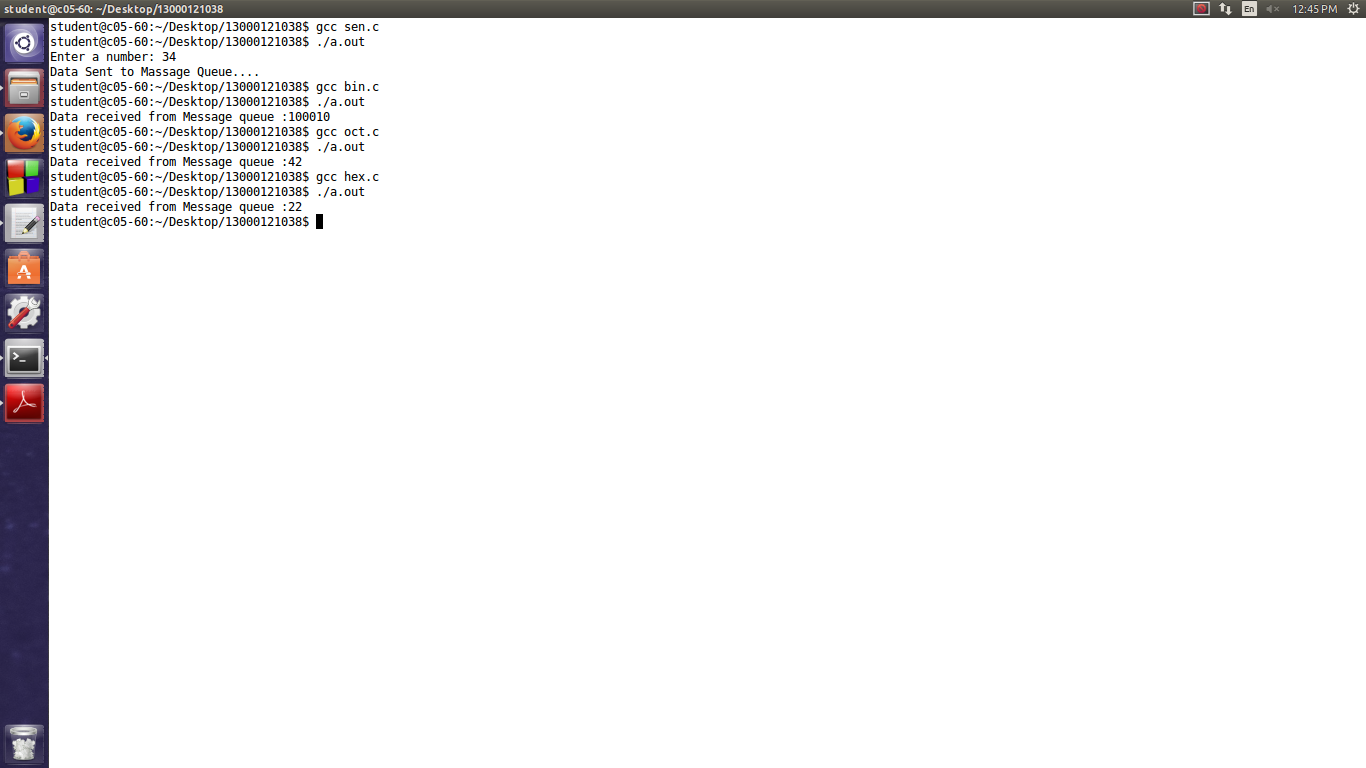 student@c05-60: ~/Desktop/13000121038
En
12:45 PM
student@c05-60:~/Desktop/13000121038$ gcc sen.c
student@c05-60:~/Desktop/13000121038$ ./a.out
Enter a number: 34
Data Sent to Massage Queue....
student@c05-60:~/Desktop/13000121038$ gcc bin.c
student@c05-60:~/Desktop/13000121038$ ./a.out
Data received from Message queue :100010
student@c05-60:~/Desktop/13000121038$ gcc oct.c
student@c05-60:~/Desktop/13000121038$ ./a.out
Data received from Message queue :42
student@c05-60:~/Desktop/13000121038$ gcc hex.c
student@c05-60:~/Desktop/13000121038$ ./a.out
Data received from Message queue :22
student@c05-60:~/Desktop/13000121038$